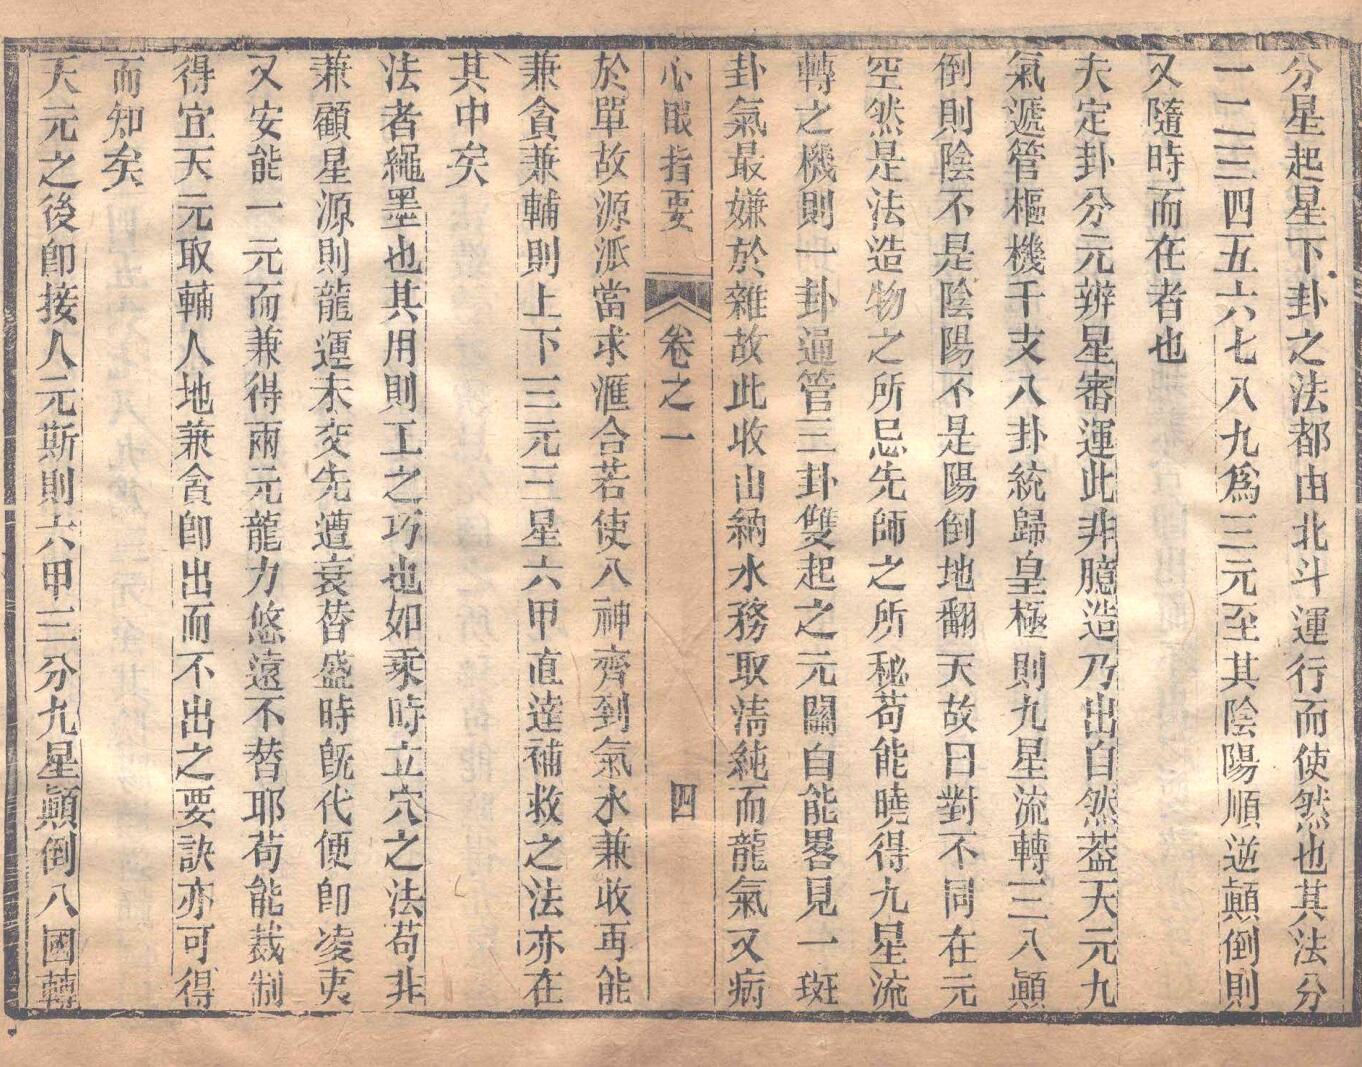 分星起星下卦之法都由北斗運行而使然也其法分
一二三四五六七八九爲三元至其陰陽順逆顚倒則
又隨時而在者也
夫定卦分元辨星審運此非臆造乃出自然葢天元九
氣遞管樞機干支八卦統歸皇極則九星流轉三八顚
倒則陰不是陰陽不是陽倒地翻天故曰對不同在元
空然是法造物之所忌先師之所秘苟能曉得九星流
轉之機則一卦通管三卦雙起之元關自能畧見一斑
卦氣最嫌於雜故此收山納水務取淸純而龍氣又病
心眼指要 卷之一 四
於單故源派當求滙合若使八神齊到氣水兼收再能
兼貪兼輔則上下三元三星六甲直達補救之法亦在
其中矣
法者繩墨也其用則工之巧也如乘時立穴之法苟非
兼顧星源則龍運未交先遭衰替盛時旣代便卽凌夷
又安能一元而兼得兩元龍力悠遠不替耶苟能裁制
得宜天元取輔人地兼貪卽出而不出之要訣亦可得
而知矣
天元之後卽接人元斯則六甲三分九星顚倒八國轉